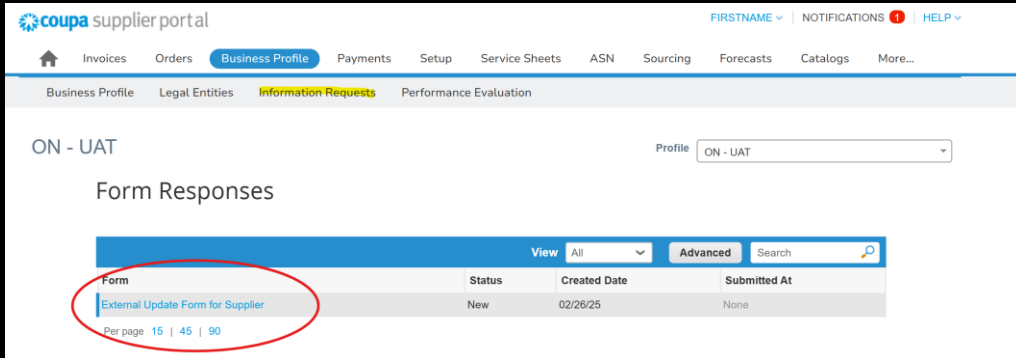 coupa supplier portal
FIRSTNAME NOTIFICATIONS 1 HELP
Invoices Orders Business Profile Payments Setup Service Sheets ASN Sourcing Forecasts Catalogs More...
Business Profile Legal Entities Information Requests Performance Evaluation
ON - UAT Profile ON - UAT
Form Responses
View All Advanced Search
Form Status Created Date Submitted At
External Update Form for Supplier New 02/26/25 None
Per page 15 | 45 | 90